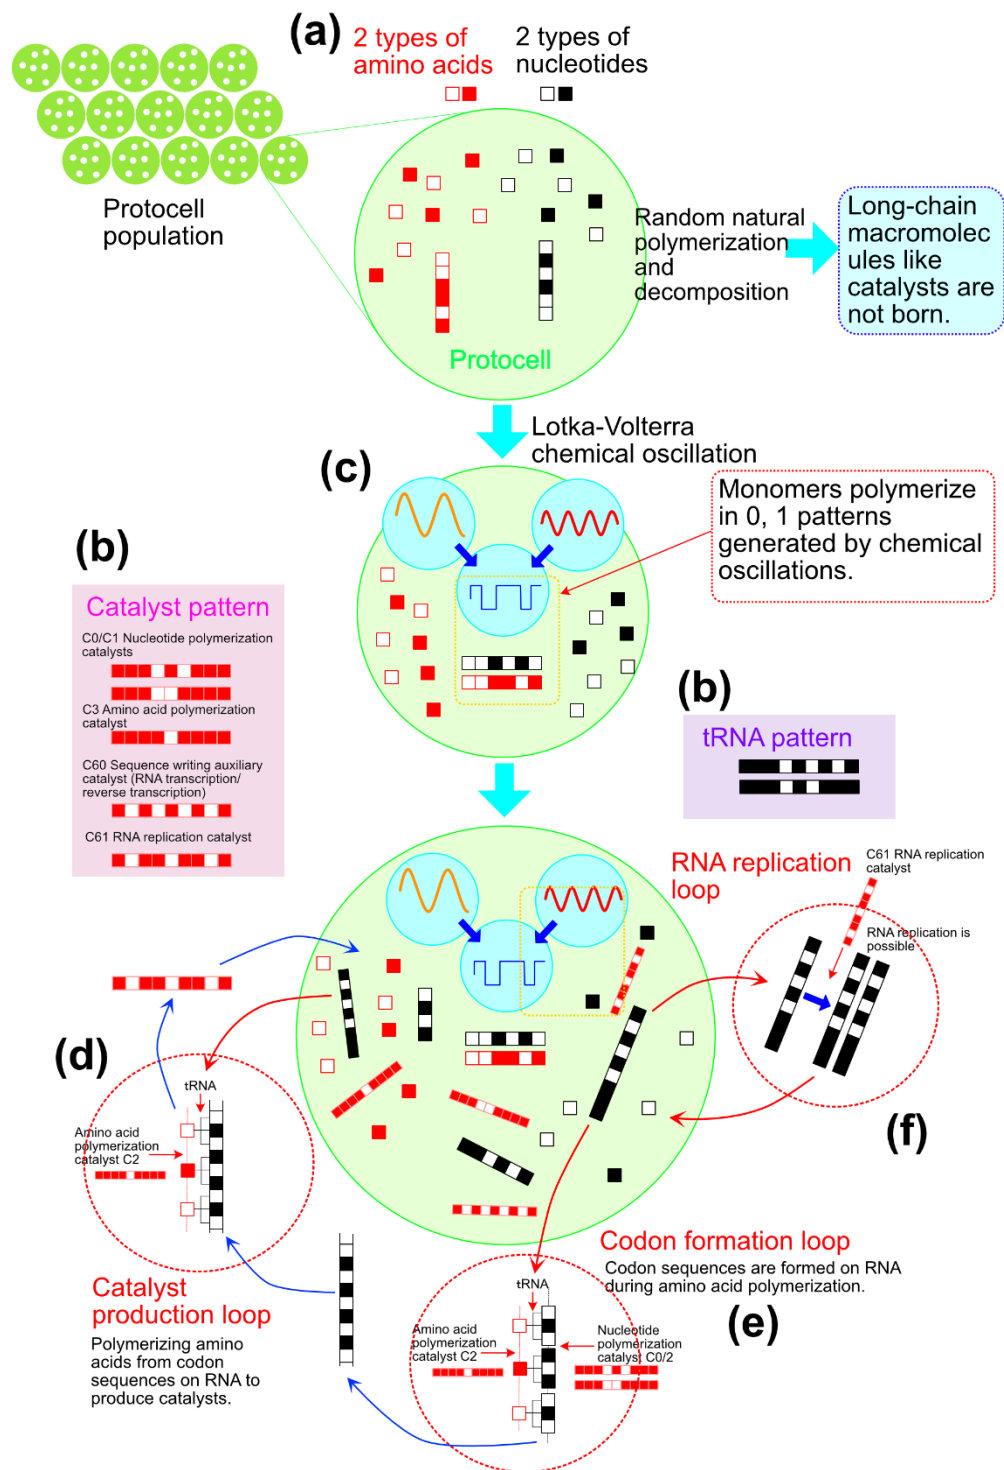 (a)
2 types of
amino acids
2 types of
nucleotides
Protocell
population
Random natural
polymerization
and
decomposition
Long-chain
macromolec
ules like
catalysts are
not born.
Protocell
Lotka-Volterra
chemical oscillation
(c)
Monomers polymerize
in 0, 1 patterns
generated by chemical
oscillations.
(b)
Catalyst pattern
C0/C1 Nucleotide polymerization
catalysts
C3 Amino acid polymerization
catalyst
C60 Sequence writing auxiliary
catalyst (RNA transcription/
reverse transcription)
C61 RNA replication catalyst
(b)
tRNA pattern
RNA replication
loop
C61 RNA replication
catalyst
RNA replication is
possible
(d)
tRNA
Amino acid
polymerization
catalyst C2
(f)
Catalyst
production loop
Polymerizing amino
acids from codon
sequences on RNA to
produce catalysts.
Codon formation loop
Codon sequences are formed on RNA
during amino acid polymerization.
(e)
tRNA
Amino acid
polymerization
catalyst C2
Nucleotide
polymerization
catalyst C0/2